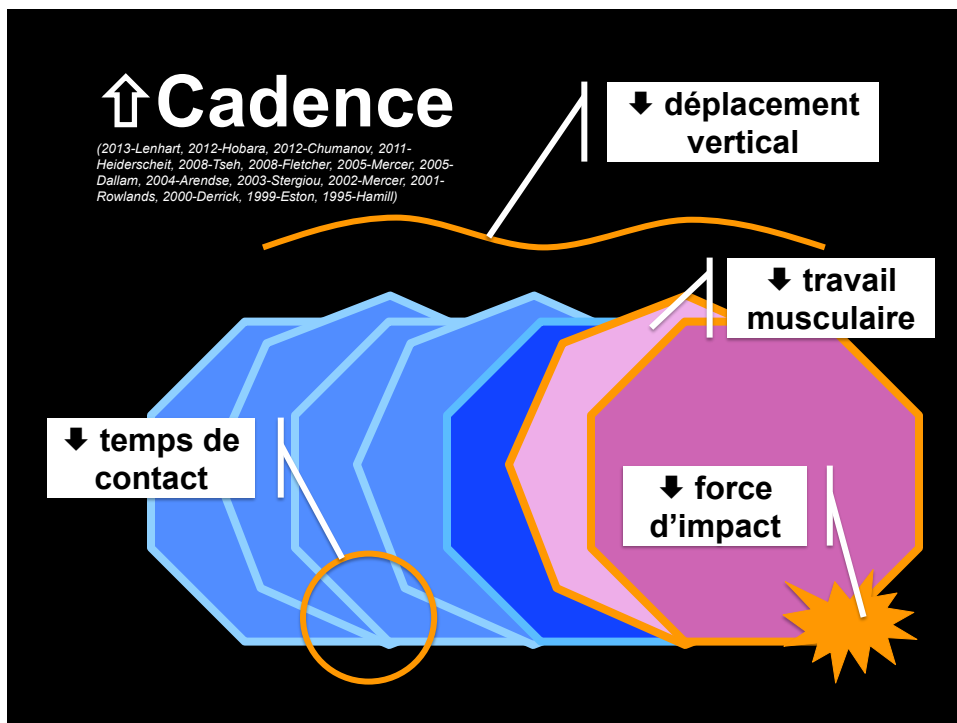 ⇧Cadence
(2013-Lenhart, 2012-Hobara, 2012-Chumanov, 2011-
Heiderscheit, 2008-Tseh, 2008-Fletcher, 2005-Mercer, 2005-
Dallam, 2004-Arendse, 2003-Stergiou, 2002-Mercer, 2001-
Rowlands, 2000-Derrick, 1999-Eston, 1995-Hamill)
🡇 déplacement
vertical
🡇 travail
musculaire
🡇 temps de
contact
🡇 force
d’impact